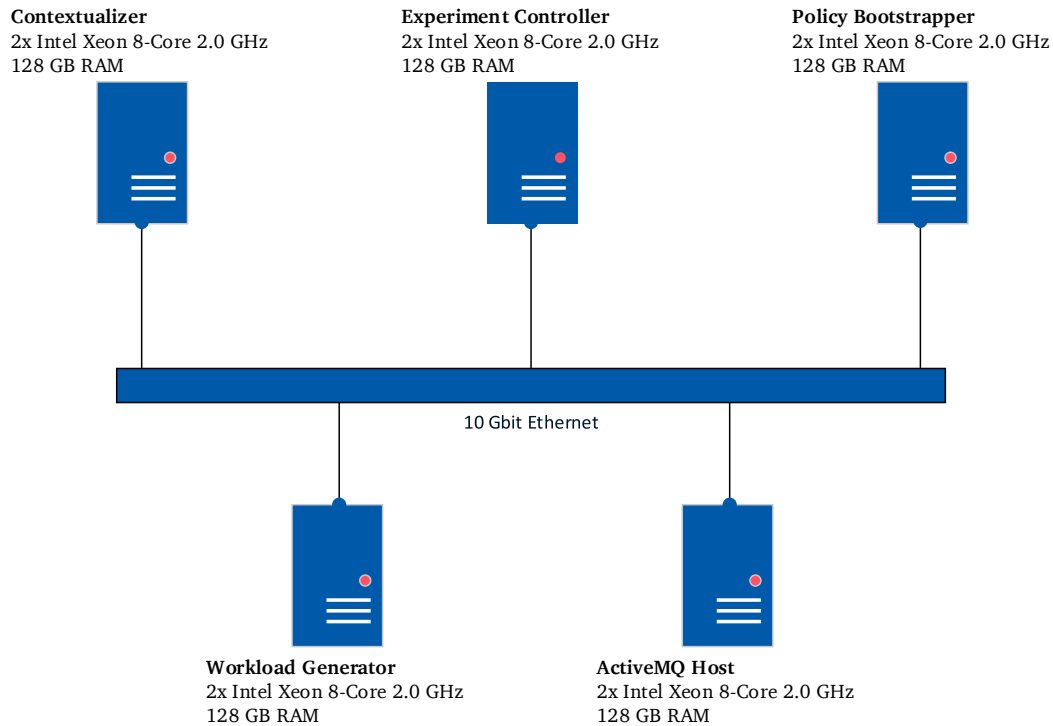 Contextualizer
2x Intel Xeon 8-Core 2.0 GHz
128 GB RAM
Experiment Controller
2x Intel Xeon 8-Core 2.0 GHz
128 GB RAM
Policy Bootstrapper
2x Intel Xeon 8-Core 2.0 GHz
128 GB RAM
10 Gbit Ethernet
Workload Generator
2x Intel Xeon 8-Core 2.0 GHz
128 GB RAM
ActiveMQ Host
2x Intel Xeon 8-Core 2.0 GHz
128 GB RAM